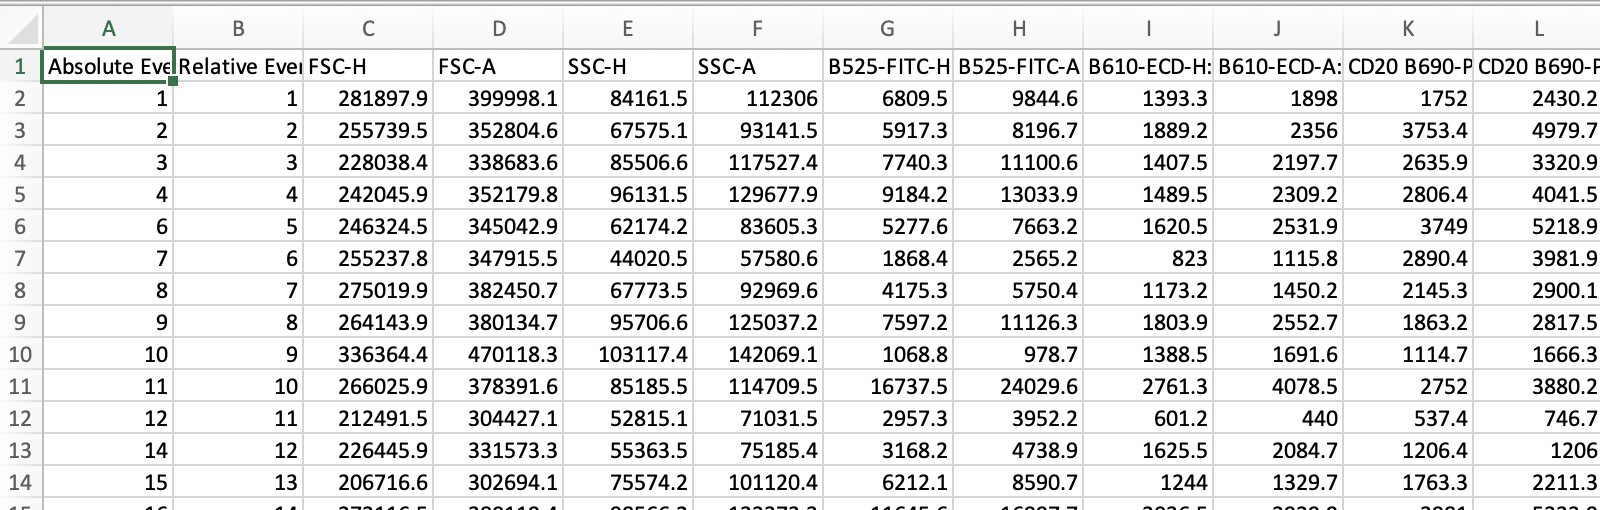 A B C D E F G H I J K L
1 Absolute Eve Relative Ever FSC-H FSC-A SSC-H SSC-A B525-FITC-H B525-FITC-A B610-ECD-H: B610-ECD-A: CD20 B690-P CD20 B690-P
2 1 1 281897.9 399998.1 84161.5 112306 6809.5 9844.6 1393.3 1898 1752 2430.2
3 2 2 255739.5 352804.6 67575.1 93141.5 5917.3 8196.7 1889.2 2356 3753.4 4979.7
4 3 3 228038.4 338683.6 85506.6 117527.4 7740.3 11100.6 1407.5 2197.7 2635.9 3320.9
5 4 4 242045.9 352179.8 96131.5 129677.9 9184.2 13033.9 1489.5 2309.2 2806.4 4041.5
6 6 5 246324.5 345042.9 62174.2 83605.3 5277.6 7663.2 1620.5 2531.9 3749 5218.9
7 7 6 255237.8 347915.5 44020.5 57580.6 1868.4 2565.2 823 1115.8 2890.4 3981.9
8 8 7 275019.9 382450.7 67773.5 92969.6 4175.3 5750.4 1173.2 1450.2 2145.3 2900.1
9 9 8 264143.9 380134.7 95706.6 125037.2 7597.2 11126.3 1803.9 2552.7 1863.2 2817.5
10 10 9 336364.4 470118.3 103117.4 142069.1 1068.8 978.7 1388.5 1691.6 1114.7 1666.3
11 11 10 266025.9 378391.6 85185.5 114709.5 16737.5 24029.6 2761.3 4078.5 2752 3880.2
12 12 11 212491.5 304427.1 52815.1 71031.5 2957.3 3952.2 601.2 440 537.4 746.7
13 14 12 226445.9 331573.3 55363.5 75185.4 3168.2 4738.9 1625.5 2084.7 1206.4 1206
14 15 13 206716.6 302694.1 75574.2 101120.4 6212.1 8590.7 1244 1329.7 1763.3 2211.3